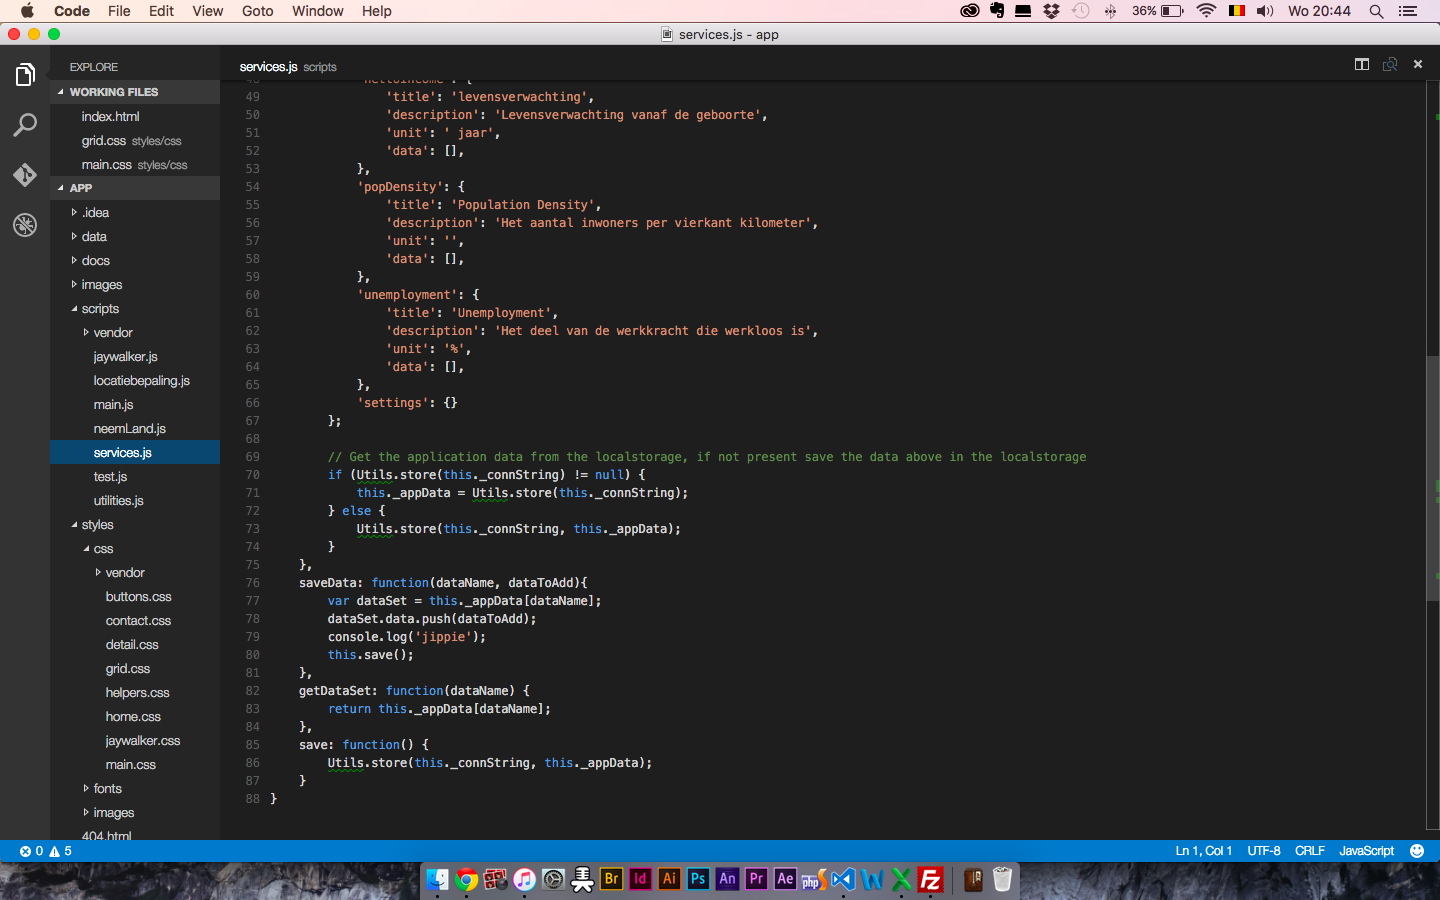 Code File Edit View Goto Window Help 36% Wo 20:44
services.js - app
EXPLORE
WORKING FILES
index.html
grid.css styles/css
main.css styles/css
APP
.idea
data
docs
images
scripts
vendor
jaywalker.js
locatiebepaling.js
main.js
neemLand.js
services.js
test.js
utilities.js
styles
css
vendor
buttons.css
contact.css
detail.css
grid.css
helpers.css
home.css
jaywalker.css
main.css
fonts
images
404.html
services.js scripts
49 'title': 'levensverwachting',
50 'description': 'Levensverwachting vanaf de geboorte',
51 'unit': ' jaar',
52 'data': [],
53 },
54 'popDensity': {
55 'title': 'Population Density',
56 'description': 'Het aantal inwoners per vierkant kilometer',
57 'unit': '',
58 'data': [],
59 },
60 'unemployment': {
61 'title': 'Unemployment',
62 'description': 'Het deel van de werkkracht die werkloos is',
63 'unit': '%',
64 'data': [],
65 },
66 'settings': {}
67 };
68
69 // Get the application data from the localstorage, if not present save the data above in the localstorage
70 if (Utils.store(this._connString) != null) {
71 this._appData = Utils.store(this._connString);
72 } else {
73 Utils.store(this._connString, this._appData);
74 }
75 },
76 saveData: function(dataName, dataToAdd){
77 var dataSet = this._appData[dataName];
78 dataSet.data.push(dataToAdd);
79 console.log('jippie');
80 this.save();
81 },
82 getDataSet: function(dataName) {
83 return this._appData[dataName];
84 },
85 save: function() {
86 Utils.store(this._connString, this._appData);
87 }
88 }
0 5 Ln 1, Col 1 UTF-8 CRLF JavaScript
Br Id Ai Ps An Pr Ae php W X Fz